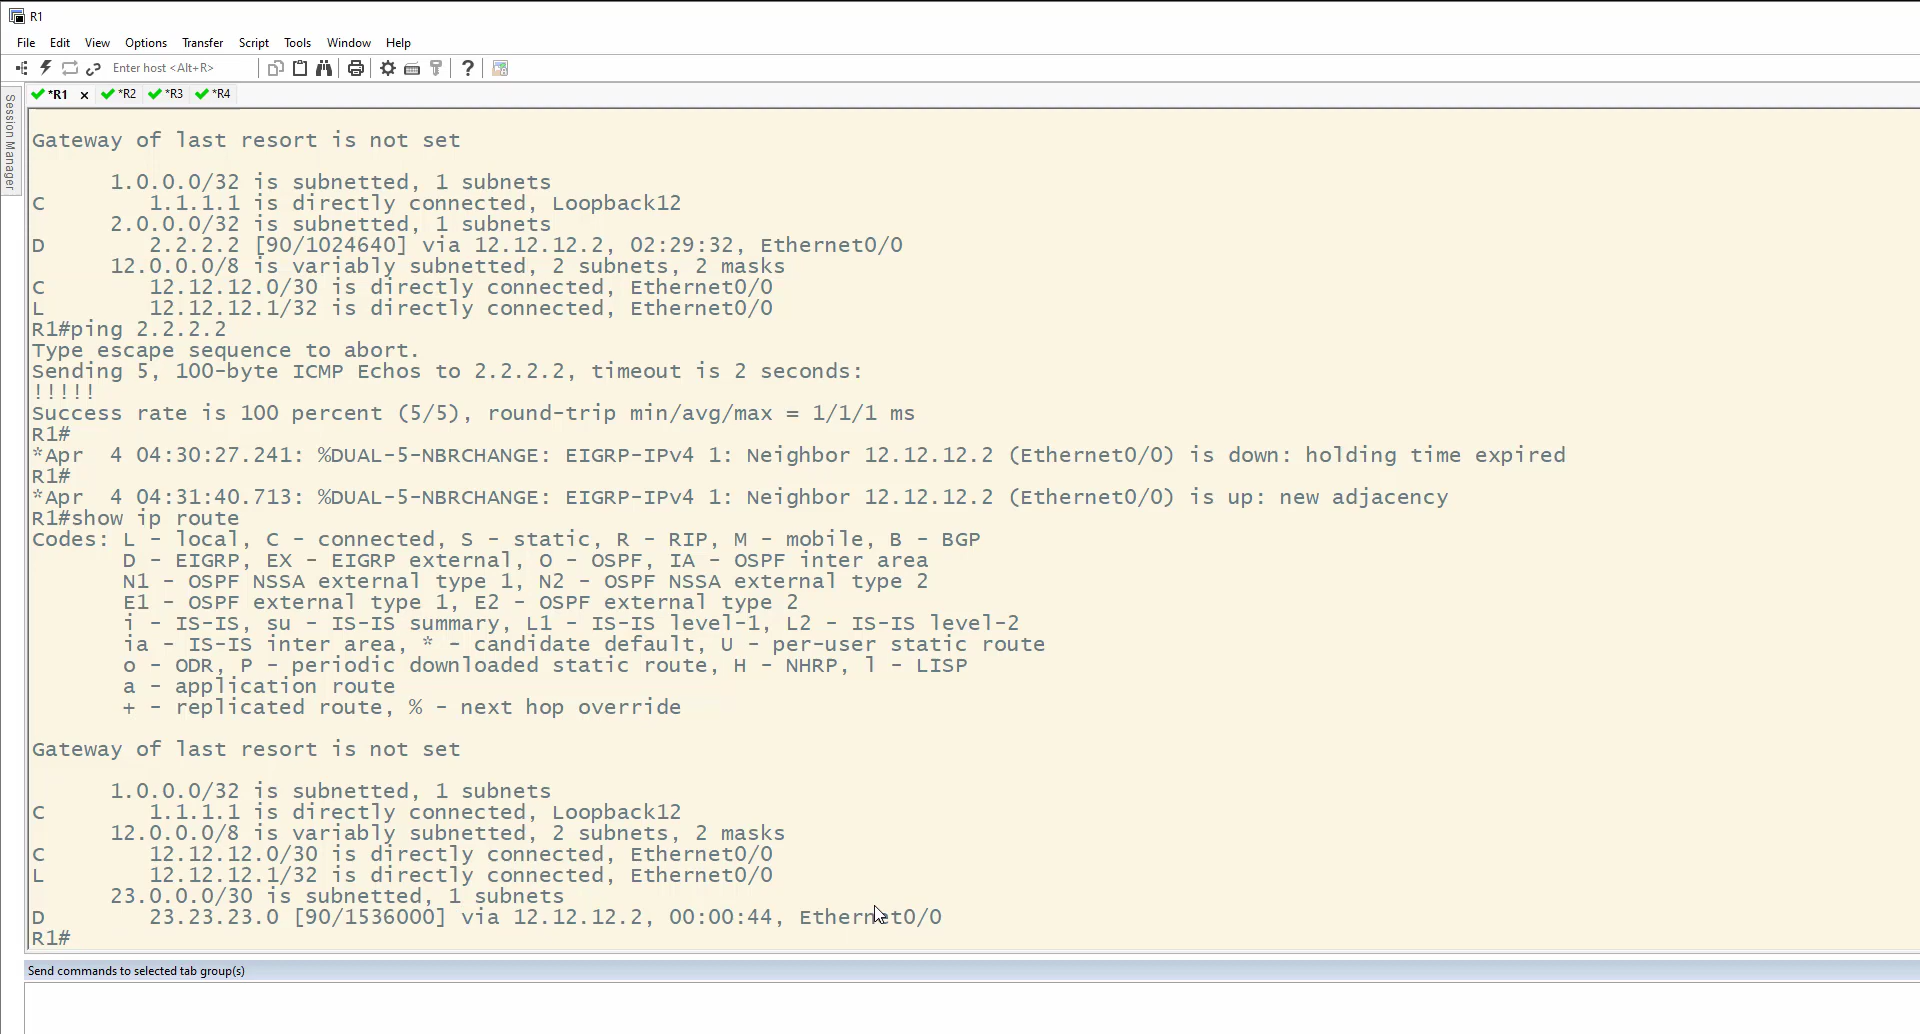 R1
File Edit View Options Transfer Script Tools Window Help
Enter host <Alt+R>
Session Manager
*R1 x *R2 *R3 *R4
Gateway of last resort is not set
1.0.0.0/32 is subnetted, 1 subnets
C 1.1.1.1 is directly connected, Loopback12
2.0.0.0/32 is subnetted, 1 subnets
D 2.2.2.2 [90/1024640] via 12.12.12.2, 02:29:32, Ethernet0/0
12.0.0.0/8 is variably subnetted, 2 subnets, 2 masks
C 12.12.12.0/30 is directly connected, Ethernet0/0
L 12.12.12.1/32 is directly connected, Ethernet0/0
R1#ping 2.2.2.2
Type escape sequence to abort.
Sending 5, 100-byte ICMP Echos to 2.2.2.2, timeout is 2 seconds:
!!!!!
Success rate is 100 percent (5/5), round-trip min/avg/max = 1/1/1 ms
R1#
*Apr  4 04:30:27.241: %DUAL-5-NBRCHANGE: EIGRP-IPv4 1: Neighbor 12.12.12.2 (Ethernet0/0) is down: holding time expired
R1#
*Apr  4 04:31:40.713: %DUAL-5-NBRCHANGE: EIGRP-IPv4 1: Neighbor 12.12.12.2 (Ethernet0/0) is up: new adjacency
R1#show ip route
Codes: L - local, C - connected, S - static, R - RIP, M - mobile, B - BGP
D - EIGRP, EX - EIGRP external, O - OSPF, IA - OSPF inter area
N1 - OSPF NSSA external type 1, N2 - OSPF NSSA external type 2
E1 - OSPF external type 1, E2 - OSPF external type 2
i - IS-IS, su - IS-IS summary, L1 - IS-IS level-1, L2 - IS-IS level-2
ia - IS-IS inter area, * - candidate default, U - per-user static route
o - ODR, P - periodic downloaded static route, H - NHRP, l - LISP
a - application route
+ - replicated route, % - next hop override
Gateway of last resort is not set
1.0.0.0/32 is subnetted, 1 subnets
C 1.1.1.1 is directly connected, Loopback12
12.0.0.0/8 is variably subnetted, 2 subnets, 2 masks
C 12.12.12.0/30 is directly connected, Ethernet0/0
L 12.12.12.1/32 is directly connected, Ethernet0/0
23.0.0.0/30 is subnetted, 1 subnets
D 23.23.23.0 [90/1536000] via 12.12.12.2, 00:00:44, Ethernet0/0
R1#
Send commands to selected tab group(s)